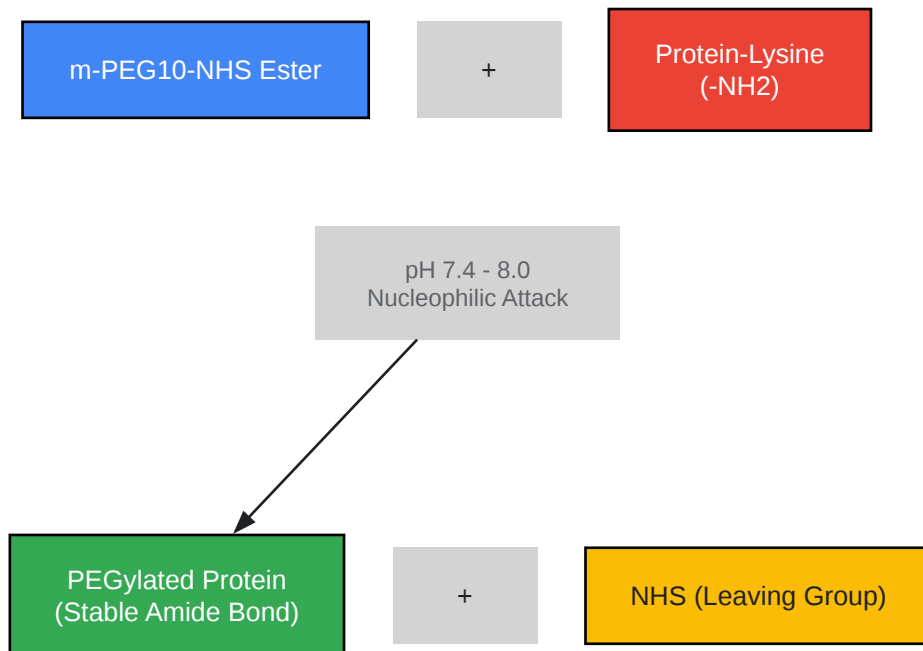 m-PEG10-NHS Ester
+
Protein-Lysine
(-NH2)
pH 7.4 - 8.0
Nucleophilic Attack
PEGylated Protein
(Stable Amide Bond)
+
NHS (Leaving Group)